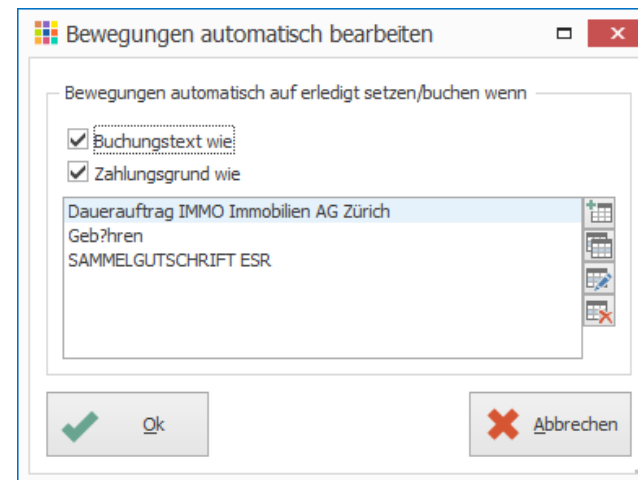 Bewegungen automatisch bearbeiten
Bewegungen automatisch auf erledigt setzen/buchen wenn
Buchungstext wie
Zahlungsgrund wie
Dauerauftrag IMMO Immobilien AG Zürich
Geb?hren
SAMMELGUTSCHRIFT ESR
Ok
Abbrechen